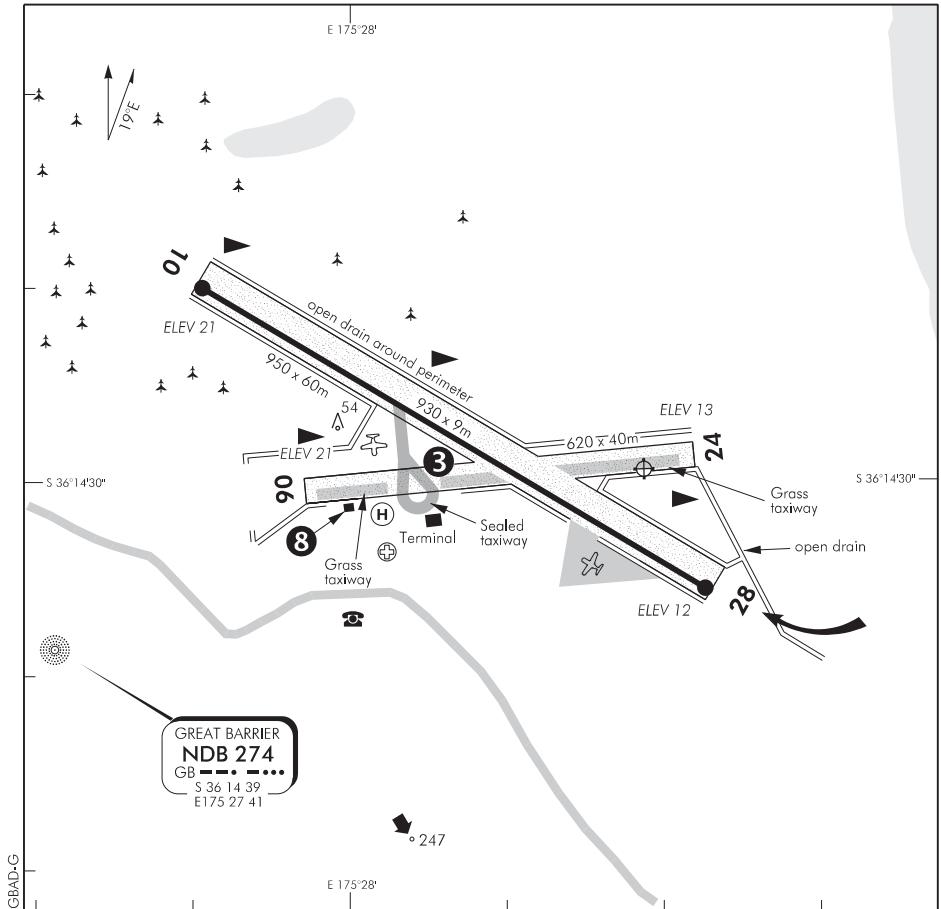 E 175°28'
19°E
10
ELEV 21
open drain around perimeter
950 x 60m
930 x 9m
54
ELEV 13
620 x 40m
24
ELEV 21
3
06
S 36°14'30"
S 36°14'30"
H
8
Terminal
Sealed
taxiway
Grass
taxiway
Grass
taxiway
open drain
ELEV 12
28
GREAT BARRIER
NDB 274
GB
S 36 14 39
E175 27 41
247
E 175°28'
GBAD-G